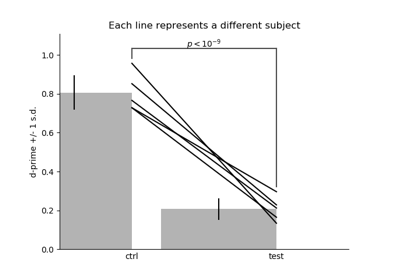 Each line represents a different subject
p < 10⁻⁹
1.0
0.8
0.6
0.4
0.2
0.0
d-prime +/- 1 s.d.
ctrl
test